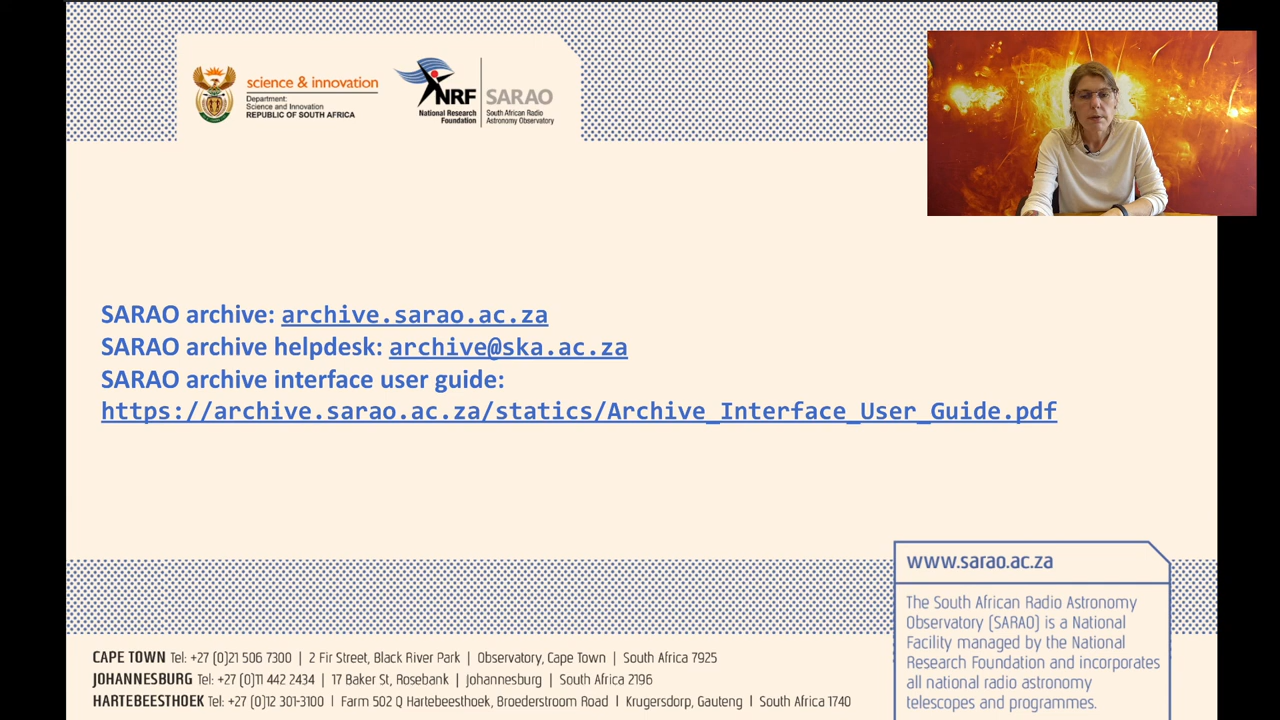 science & innovation
Department:
Science and Innovation
REPUBLIC OF SOUTH AFRICA
NRF
National Research
Foundation
SARAO
South African Radio
Astronomy Observatory
SARAO archive: archive.sarao.ac.za
SARAO archive helpdesk: archive@ska.ac.za
SARAO archive interface user guide:
https://archive.sarao.ac.za/statics/Archive_Interface_User_Guide.pdf
www.sarao.ac.za
The South African Radio Astronomy
Observatory (SARAO) is a National
Facility managed by the National
Research Foundation and incorporates
all national radio astronomy
telescopes and programmes.
CAPE TOWN Tel: +27 (0)21 506 7300 | 2 Fir Street, Black River Park | Observatory, Cape Town | South Africa 7925
JOHANNESBURG Tel: +27 (0)11 442 2434 | 17 Baker St, Rosebank | Johannesburg | South Africa 2196
HARTEBEESTHOEK Tel: +27 (0)12 301-3100 | Farm 502 Q Hartebeesthoek, Broederstroom Road | Krugersdorp, Gauteng | South Africa 1740